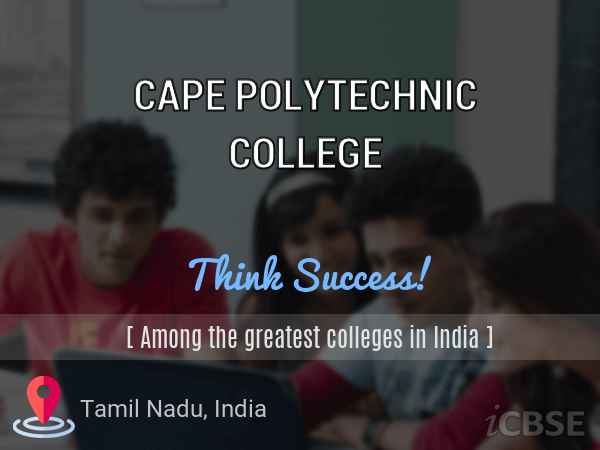 CAPE POLYTECHNIC
COLLEGE
Think Success!
[ Among the greatest colleges in India ]
Tamil Nadu, India
iCBSE